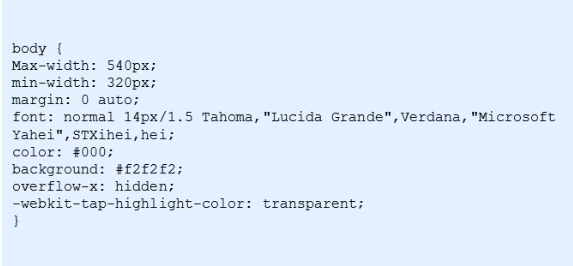 body {
Max-width: 540px;
min-width: 320px;
margin: 0 auto;
font: normal 14px/1.5 Tahoma,"Lucida Grande",Verdana,"Microsoft
Yahei",STXihei,hei;
color: #000;
background: #f2f2f2;
overflow-x: hidden;
-webkit-tap-highlight-color: transparent;
}